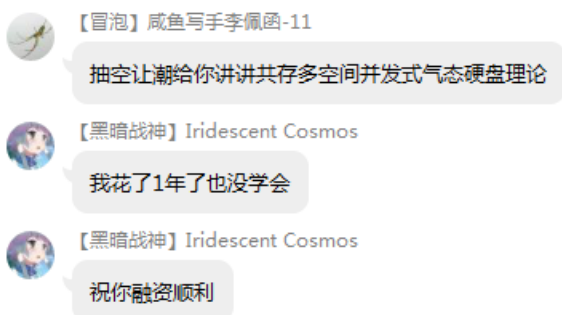 【冒泡】咸鱼写手李佩函-11
抽空让潮给你讲讲共存多空间并发式气态硬盘理论
【黑暗战神】Iridescent Cosmos
我花了1年了也没学会
【黑暗战神】Iridescent Cosmos
祝你融资顺利